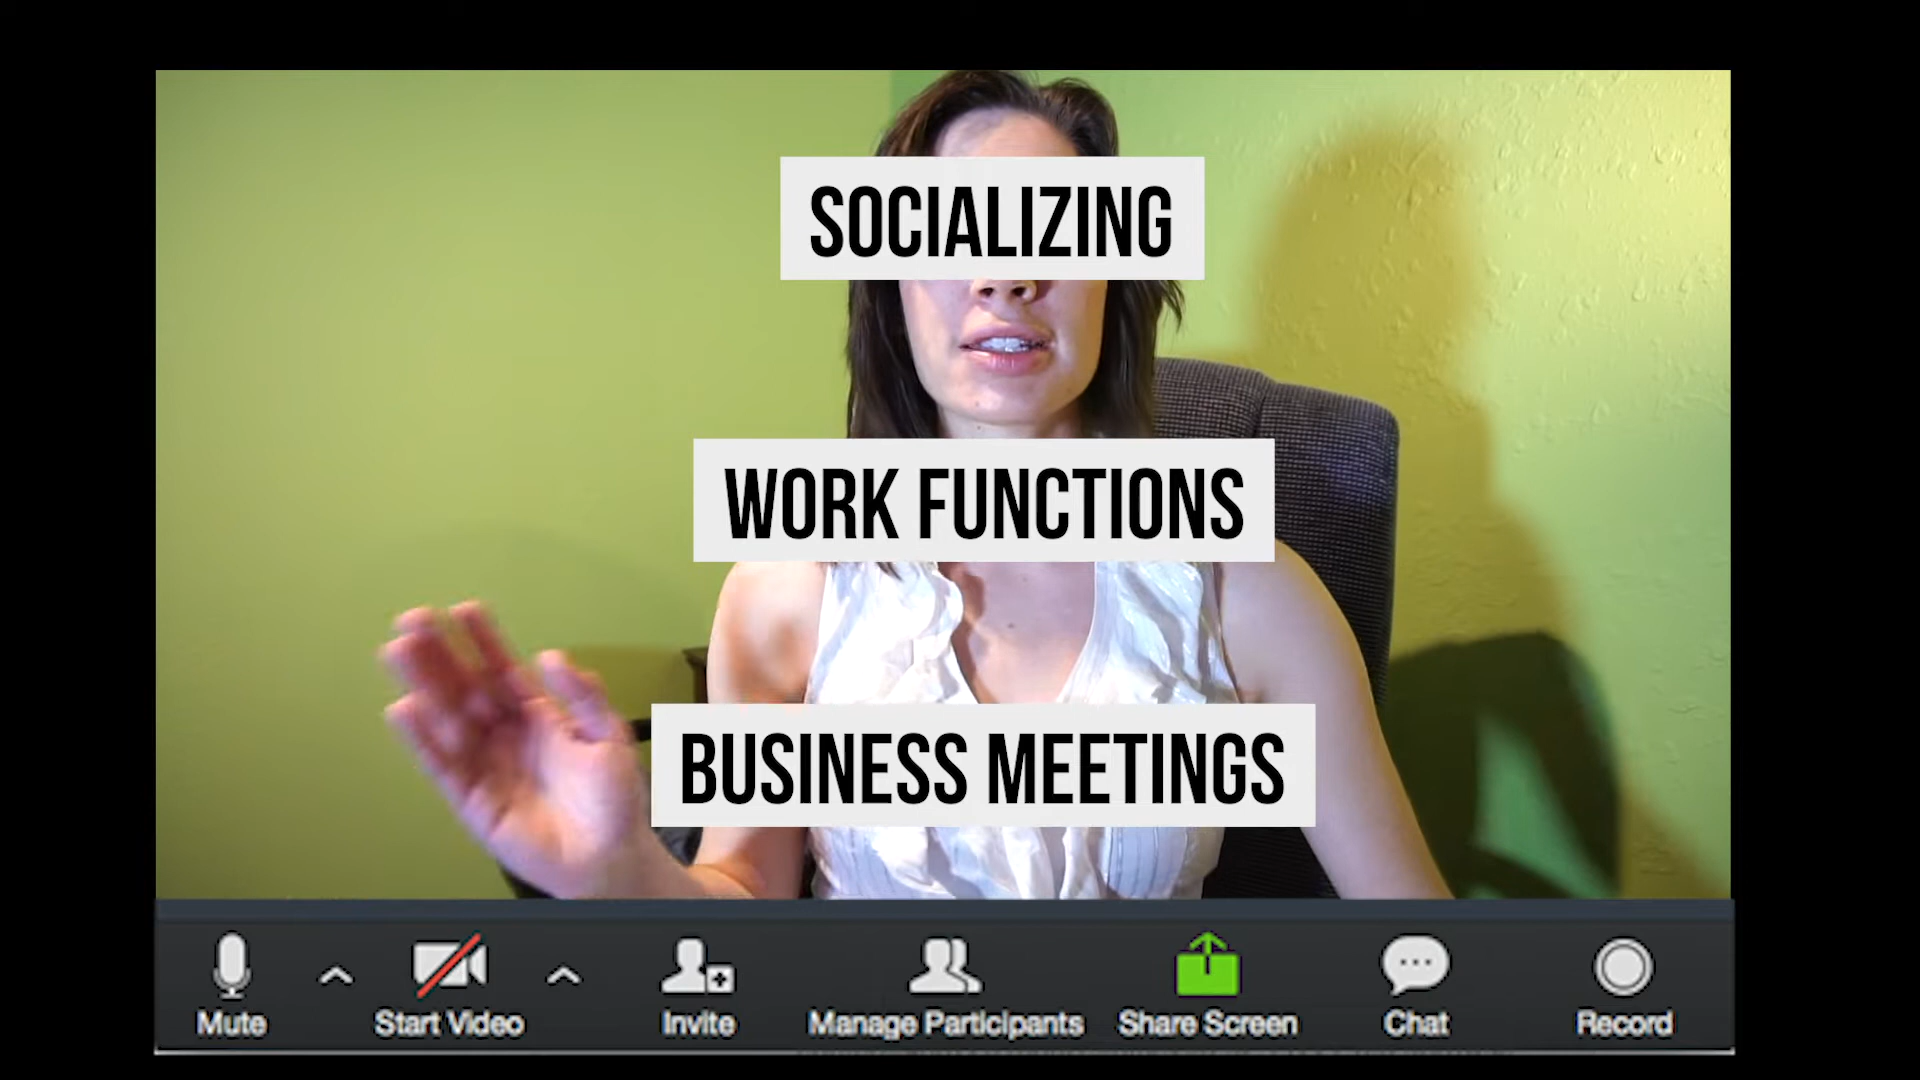 SOCIALIZING
WORK FUNCTIONS
BUSINESS MEETINGS
Mute Start Video Invite Manage Participants Share Screen Chat Record